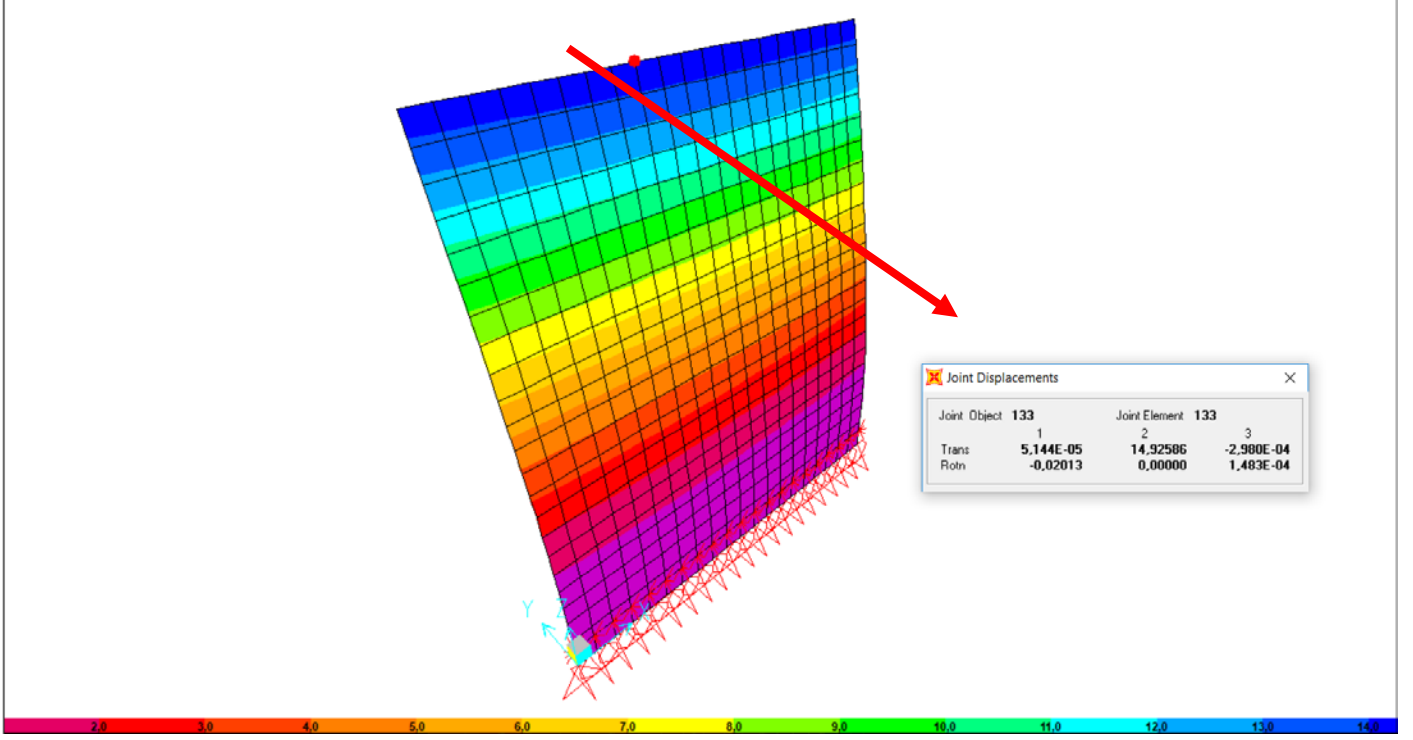 Joint Displacements
Joint Object 133 Joint Element 133
1 2 3
Trans 5,144E-05 14,92586 -2,980E-04
Rotn -0,02013 0,00000 1,483E-04
Y Z X
2,0 3,0 4,0 5,0 6,0 7,0 8,0 9,0 10,0 11,0 12,0 13,0 14,0